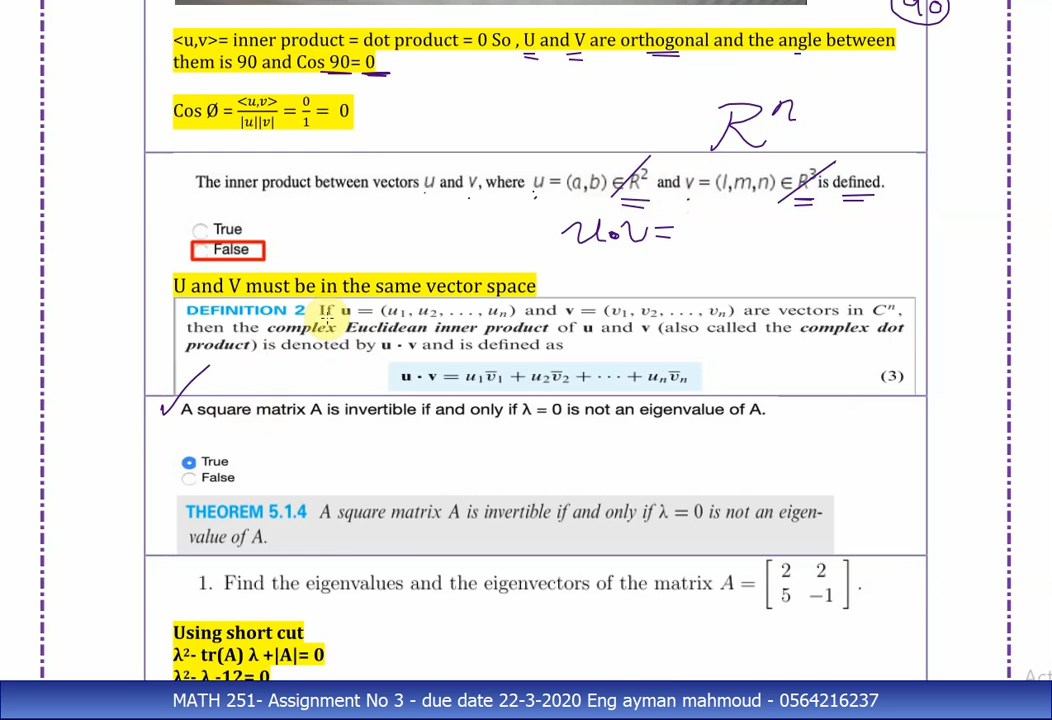 90
<u,v>= inner product = dot product = 0 So , U and V are orthogonal and the angle between
them is 90 and Cos 90= 0
Cos Ø = <u,v> / |u||v| = 0/1 = 0
R^n
The inner product between vectors u and v, where u = (a,b) ∈ R² and v = (l,m,n) ∈ R³ is defined.
True
u.v=
False
U and V must be in the same vector space
DEFINITION 2 If u = (u₁, u₂, . . . , uₙ) and v = (v₁, v₂, . . . , vₙ) are vectors in Cⁿ,
then the complex Euclidean inner product of u and v (also called the complex dot
product) is denoted by u · v and is defined as
u · v = u₁v̅₁ + u₂v̅₂ + · · · + uₙv̅ₙ (3)
A square matrix A is invertible if and only if λ = 0 is not an eigenvalue of A.
True
False
THEOREM 5.1.4 A square matrix A is invertible if and only if λ = 0 is not an eigen-
value of A.
1. Find the eigenvalues and the eigenvectors of the matrix A = [ 2 2
5 −1 ] .
Using short cut
λ²- tr(A) λ +|A|= 0
λ²- λ -12= 0
MATH 251- Assignment No 3 - due date 22-3-2020 Eng ayman mahmoud - 0564216237